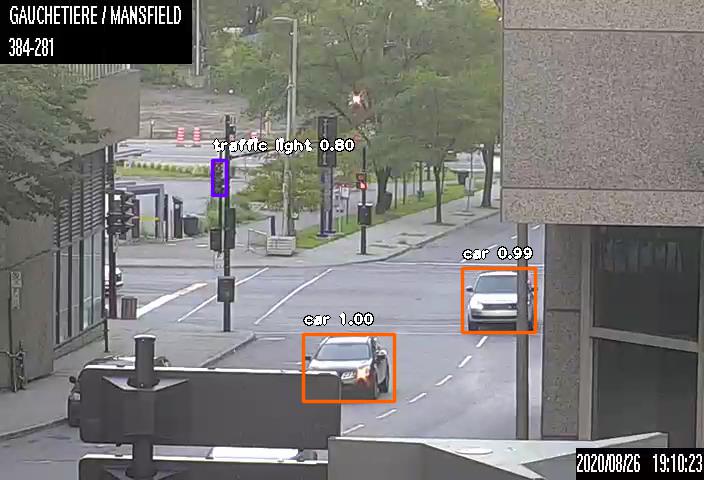 GAUCHETIERE / MANSFIELD
384-281
traffic light 0.80
car 0.99
car 1.00
2020/08/26 19:10:23